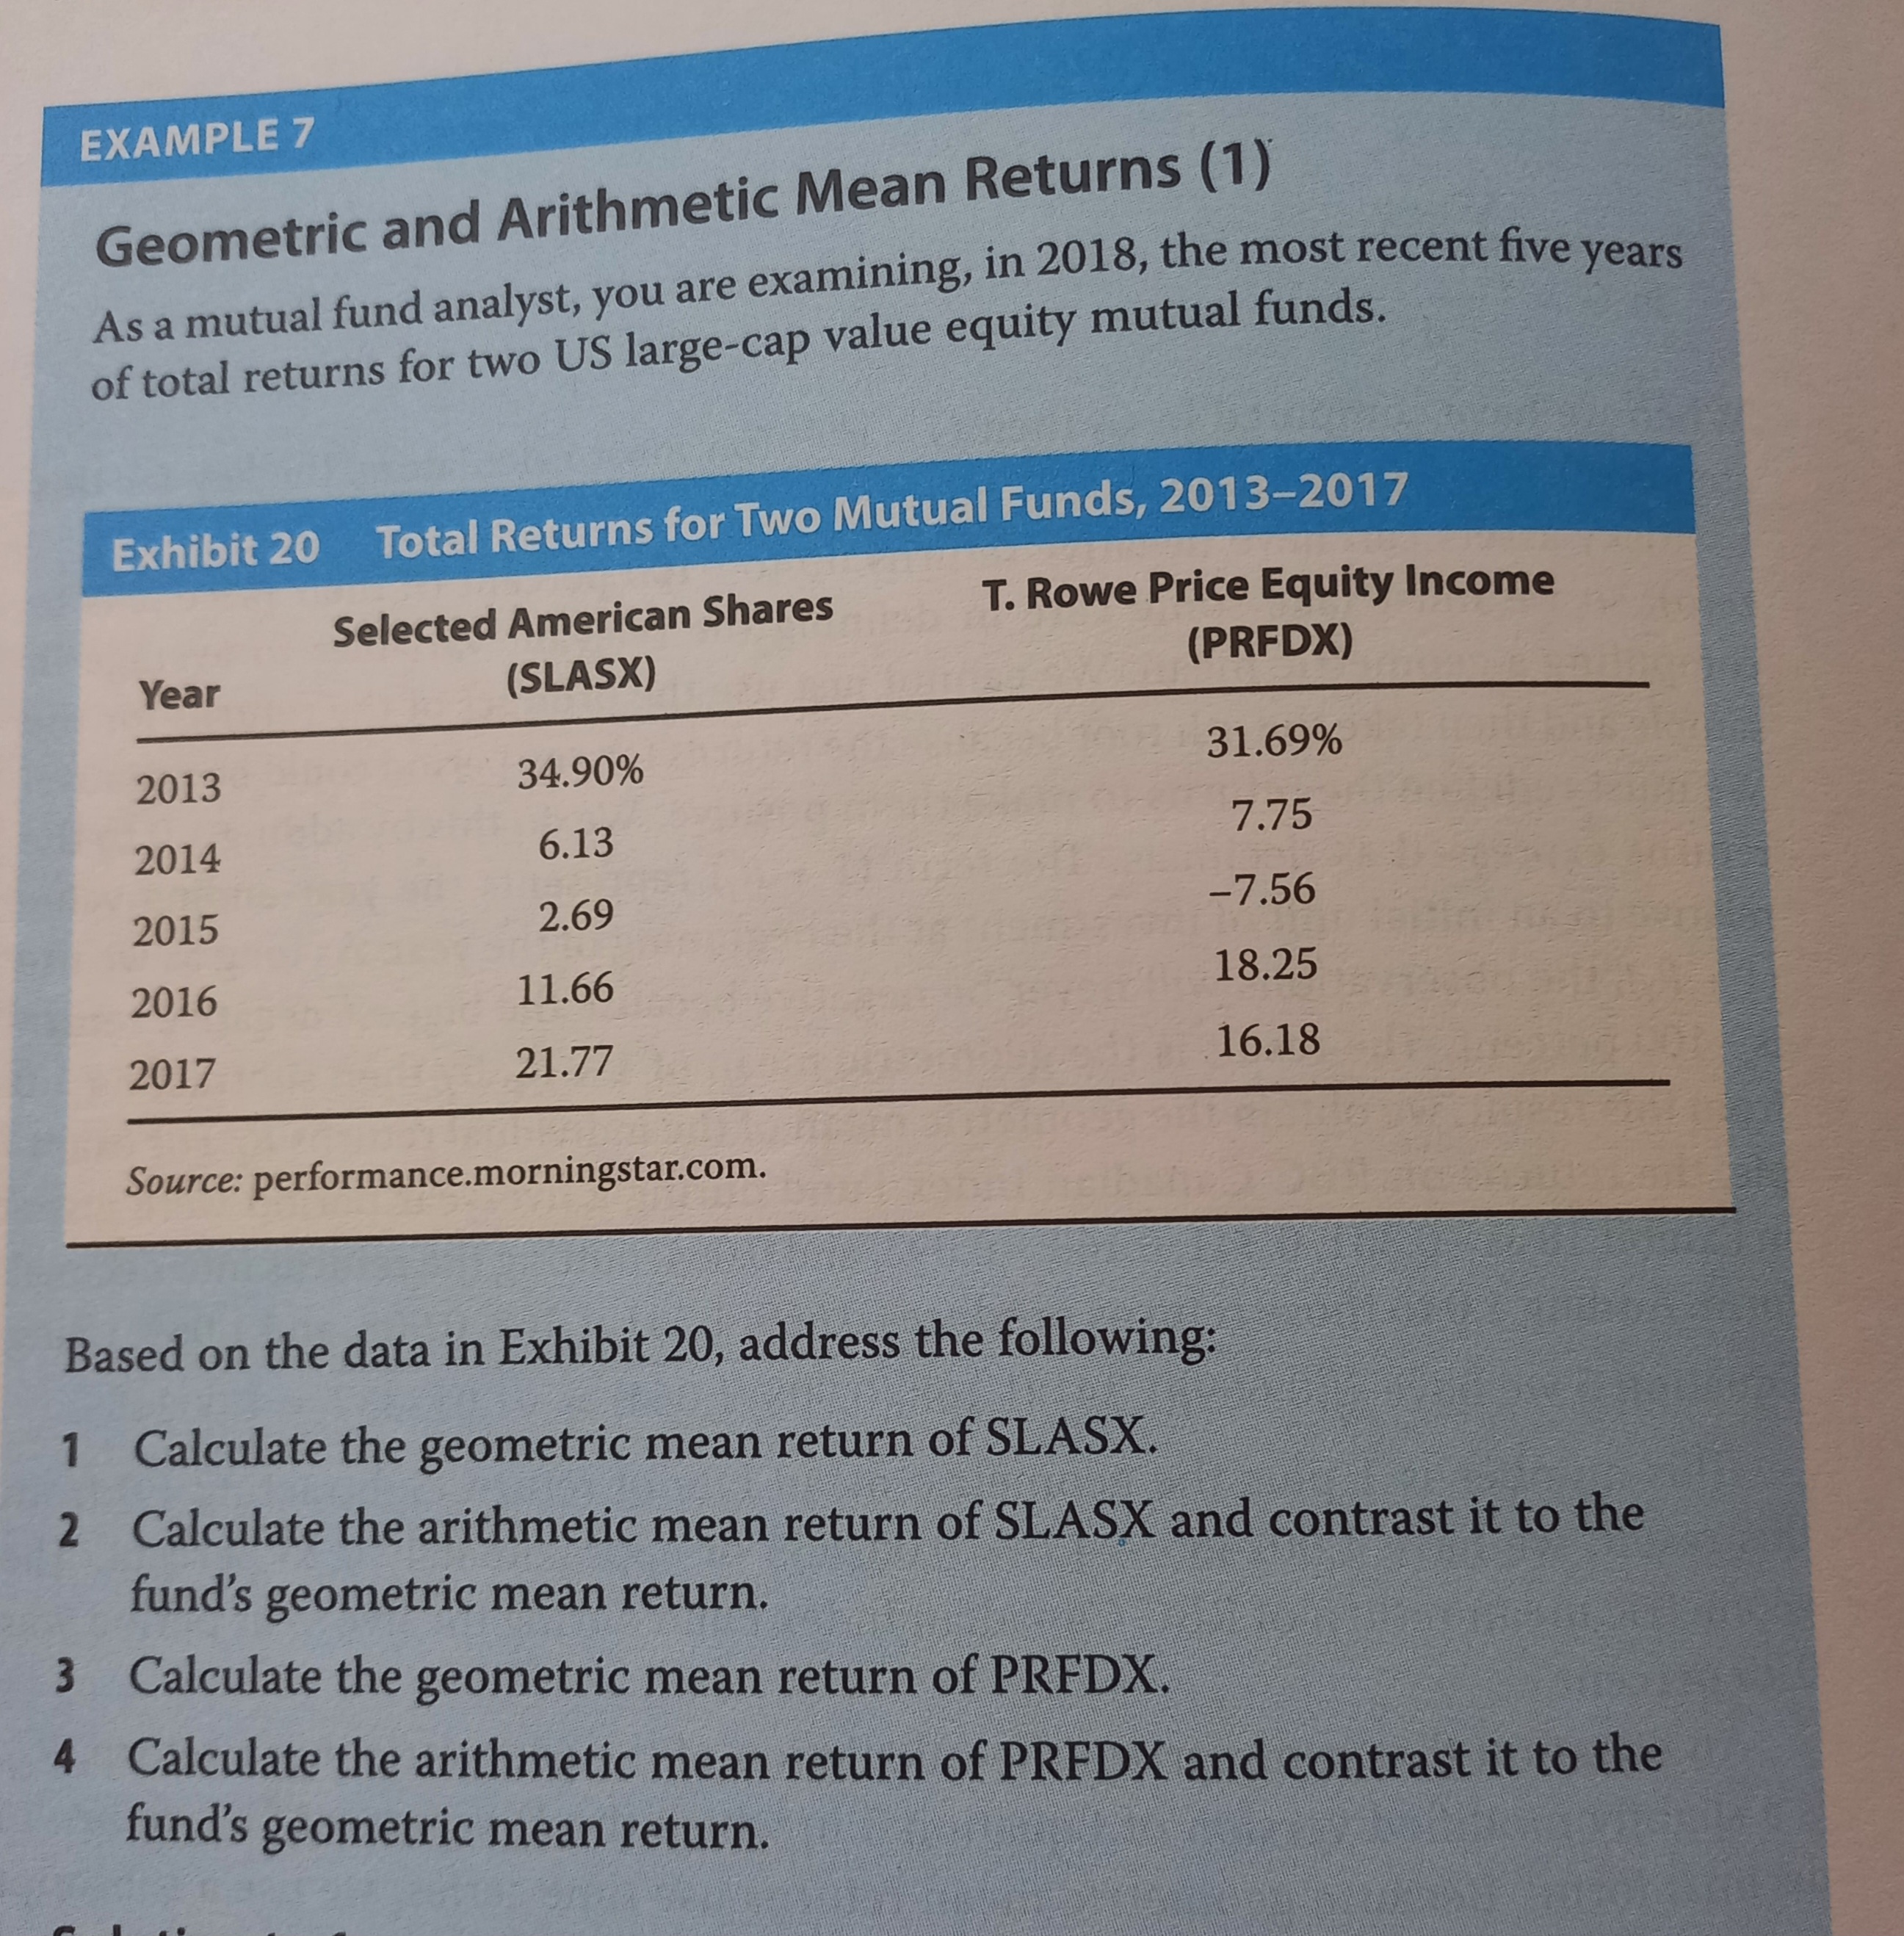 EXAMPLE 7
Geometric and Arithmetic Mean Returns (1)
As a mutual fund analyst, you are examining, in 2018, the most recent five years
of total returns for two US large-cap value equity mutual funds.
Exhibit 20 Total Returns for Two Mutual Funds, 2013–2017
Selected American Shares T. Rowe Price Equity Income
Year (SLASX) (PRFDX)
2013 34.90% 31.69%
2014 6.13 7.75
2015 2.69 –7.56
2016 11.66 18.25
2017 21.77 16.18
Source: performance.morningstar.com.
Based on the data in Exhibit 20, address the following:
1 Calculate the geometric mean return of SLASX.
2 Calculate the arithmetic mean return of SLASX and contrast it to the
fund's geometric mean return.
3 Calculate the geometric mean return of PRFDX.
4 Calculate the arithmetic mean return of PRFDX and contrast it to the
fund's geometric mean return.